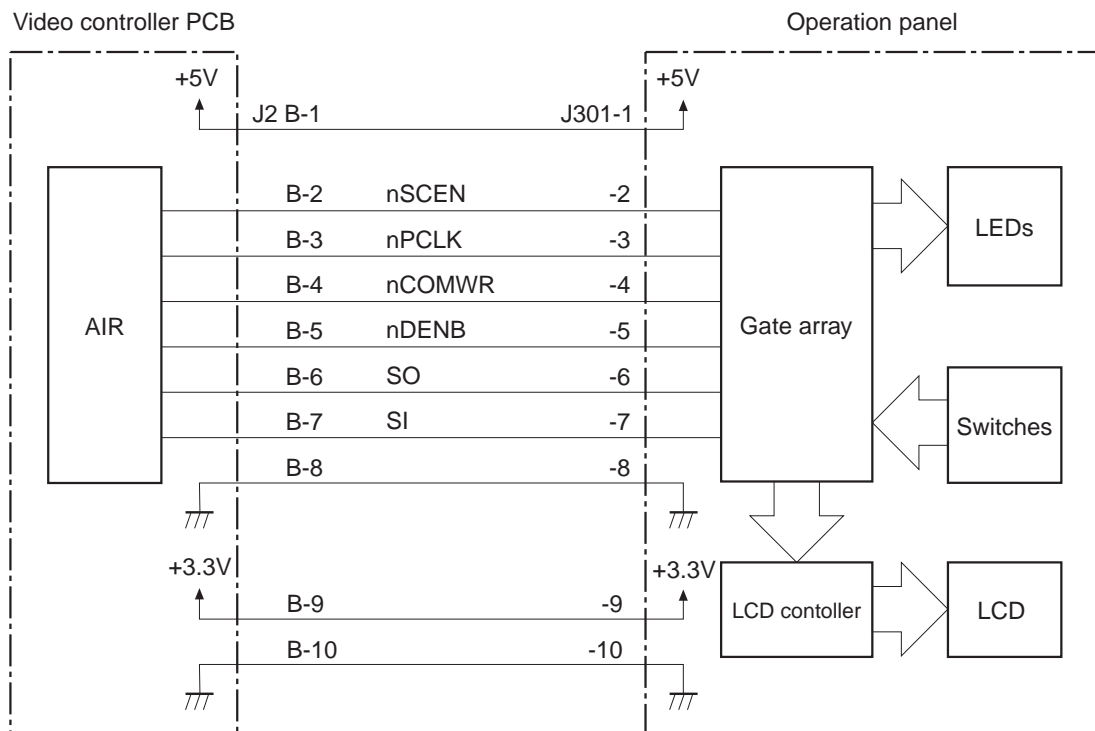 Video controller PCB
Operation panel
+5V
+5V
J2 B-1
J301-1
B-2 nSCEN -2
B-3 nPCLK -3
B-4 nCOMWR -4
B-5 nDENB -5
B-6 SO -6
B-7 SI -7
B-8 -8
AIR
Gate array
LEDs
Switches
+3.3V
+3.3V
B-9 -9
B-10 -10
LCD contoller
LCD